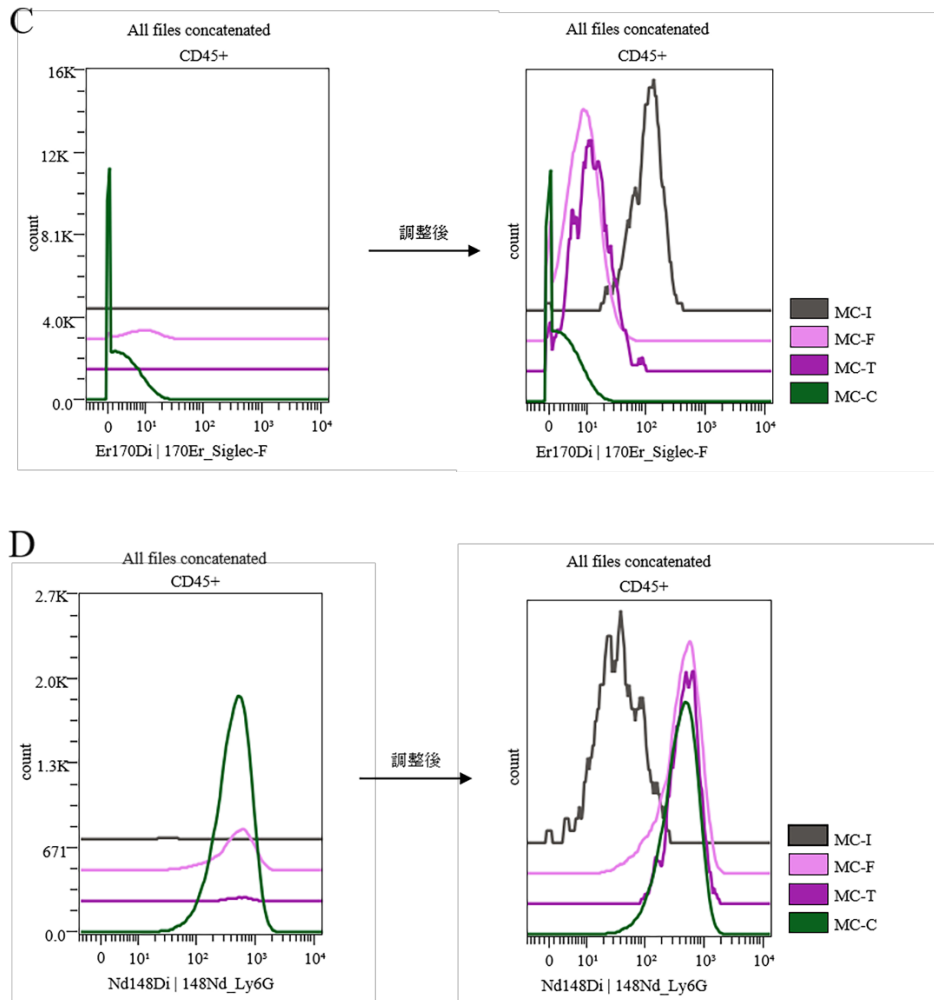 C
All files concatenated
CD45+
16K
12K
8.1K
4.0K
0.0
count
0 10¹ 10² 10³ 10⁴
Er170Di | 170Er_Siglec-F
調整後
All files concatenated
CD45+
count
0 10¹ 10² 10³ 10⁴
Er170Di | 170Er_Siglec-F
MC-I
MC-F
MC-T
MC-C
D
All files concatenated
CD45+
2.7K
2.0K
1.3K
671
0.0
count
0 10¹ 10² 10³ 10⁴
Nd148Di | 148Nd_Ly6G
調整後
All files concatenated
CD45+
count
0 10¹ 10² 10³ 10⁴
Nd148Di | 148Nd_Ly6G
MC-I
MC-F
MC-T
MC-C